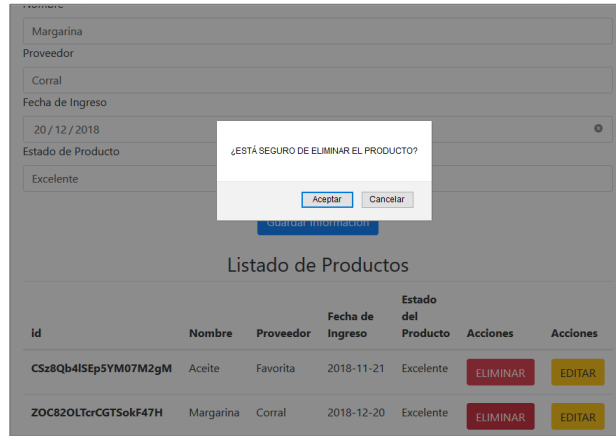 Nombre
Margarina
Proveedor
Corral
Fecha de Ingreso
20 / 12 / 2018
Estado de Producto
Excelente
¿ESTÁ SEGURO DE ELIMINAR EL PRODUCTO?
Aceptar Cancelar
Guardar Información
Listado de Productos
id Nombre Proveedor Fecha de Ingreso Estado del Producto Acciones Acciones
CSz8Qb4lSEp5YM07M2gM Aceite Favorita 2018-11-21 Excelente ELIMINAR EDITAR
ZOC82OLTcrCGTSokF47H Margarina Corral 2018-12-20 Excelente ELIMINAR EDITAR